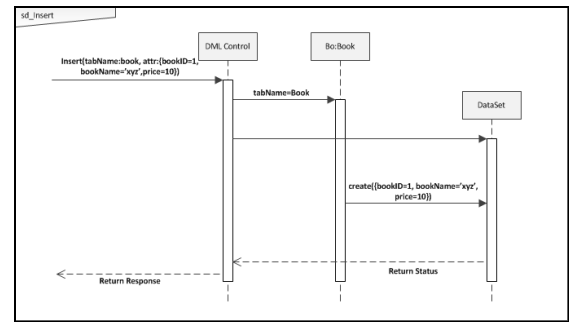 sd_Insert
DML Control
Bo:Book
Insert(tabName:book, attr:{bookID=1,
bookName='xyz',price=10})
tabName=Book
DataSet
create({bookID=1, bookName='xyz',
price=10})
Return Status
Return Response